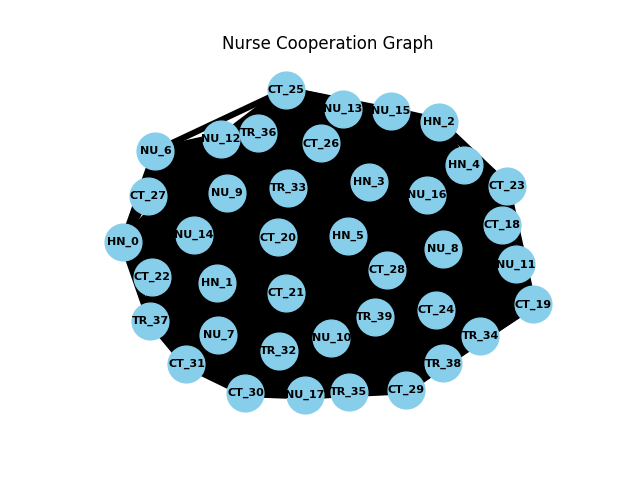 Nurse Cooperation Graph
CT_25
NU_13
NU_15
HN_2
NU_12
TR_36
CT_26
NU_6
HN_4
HN_3
CT_23
TR_33
NU_9
NU_16
CT_27
CT_18
NU_14
CT_20
HN_5
HN_0
NU_8
NU_11
CT_28
CT_22
HN_1
CT_21
CT_19
CT_24
TR_39
TR_37
NU_7
TR_34
NU_10
TR_32
CT_31
TR_38
CT_29
TR_35
CT_30
NU_17